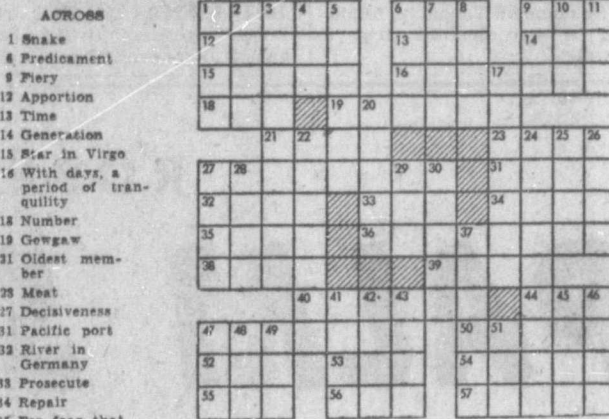 ACROSS
1 Snake
6 Predicament
9 Fiery
12 Apportion
13 Time
14 Generation
15 Star in Virgo
16 With days, a
period of tran-
quility
18 Number
19 Gewgaw
21 Oldest mem-
ber
23 Meat
27 Decisiveness
31 Pacific port
32 River in
Germany
33 Prosecute
34 Repair
1 2 3 4 5 6 7 8 9 10 11
12 13 14
15 16 17
18 19 20
21 22 23 24 25 26
27 28 29 30 31
32 33 34
35 36 37
38 39
40 41 42 43 44 45 46
47 48 49 50 51
52 53 54
55 56 57